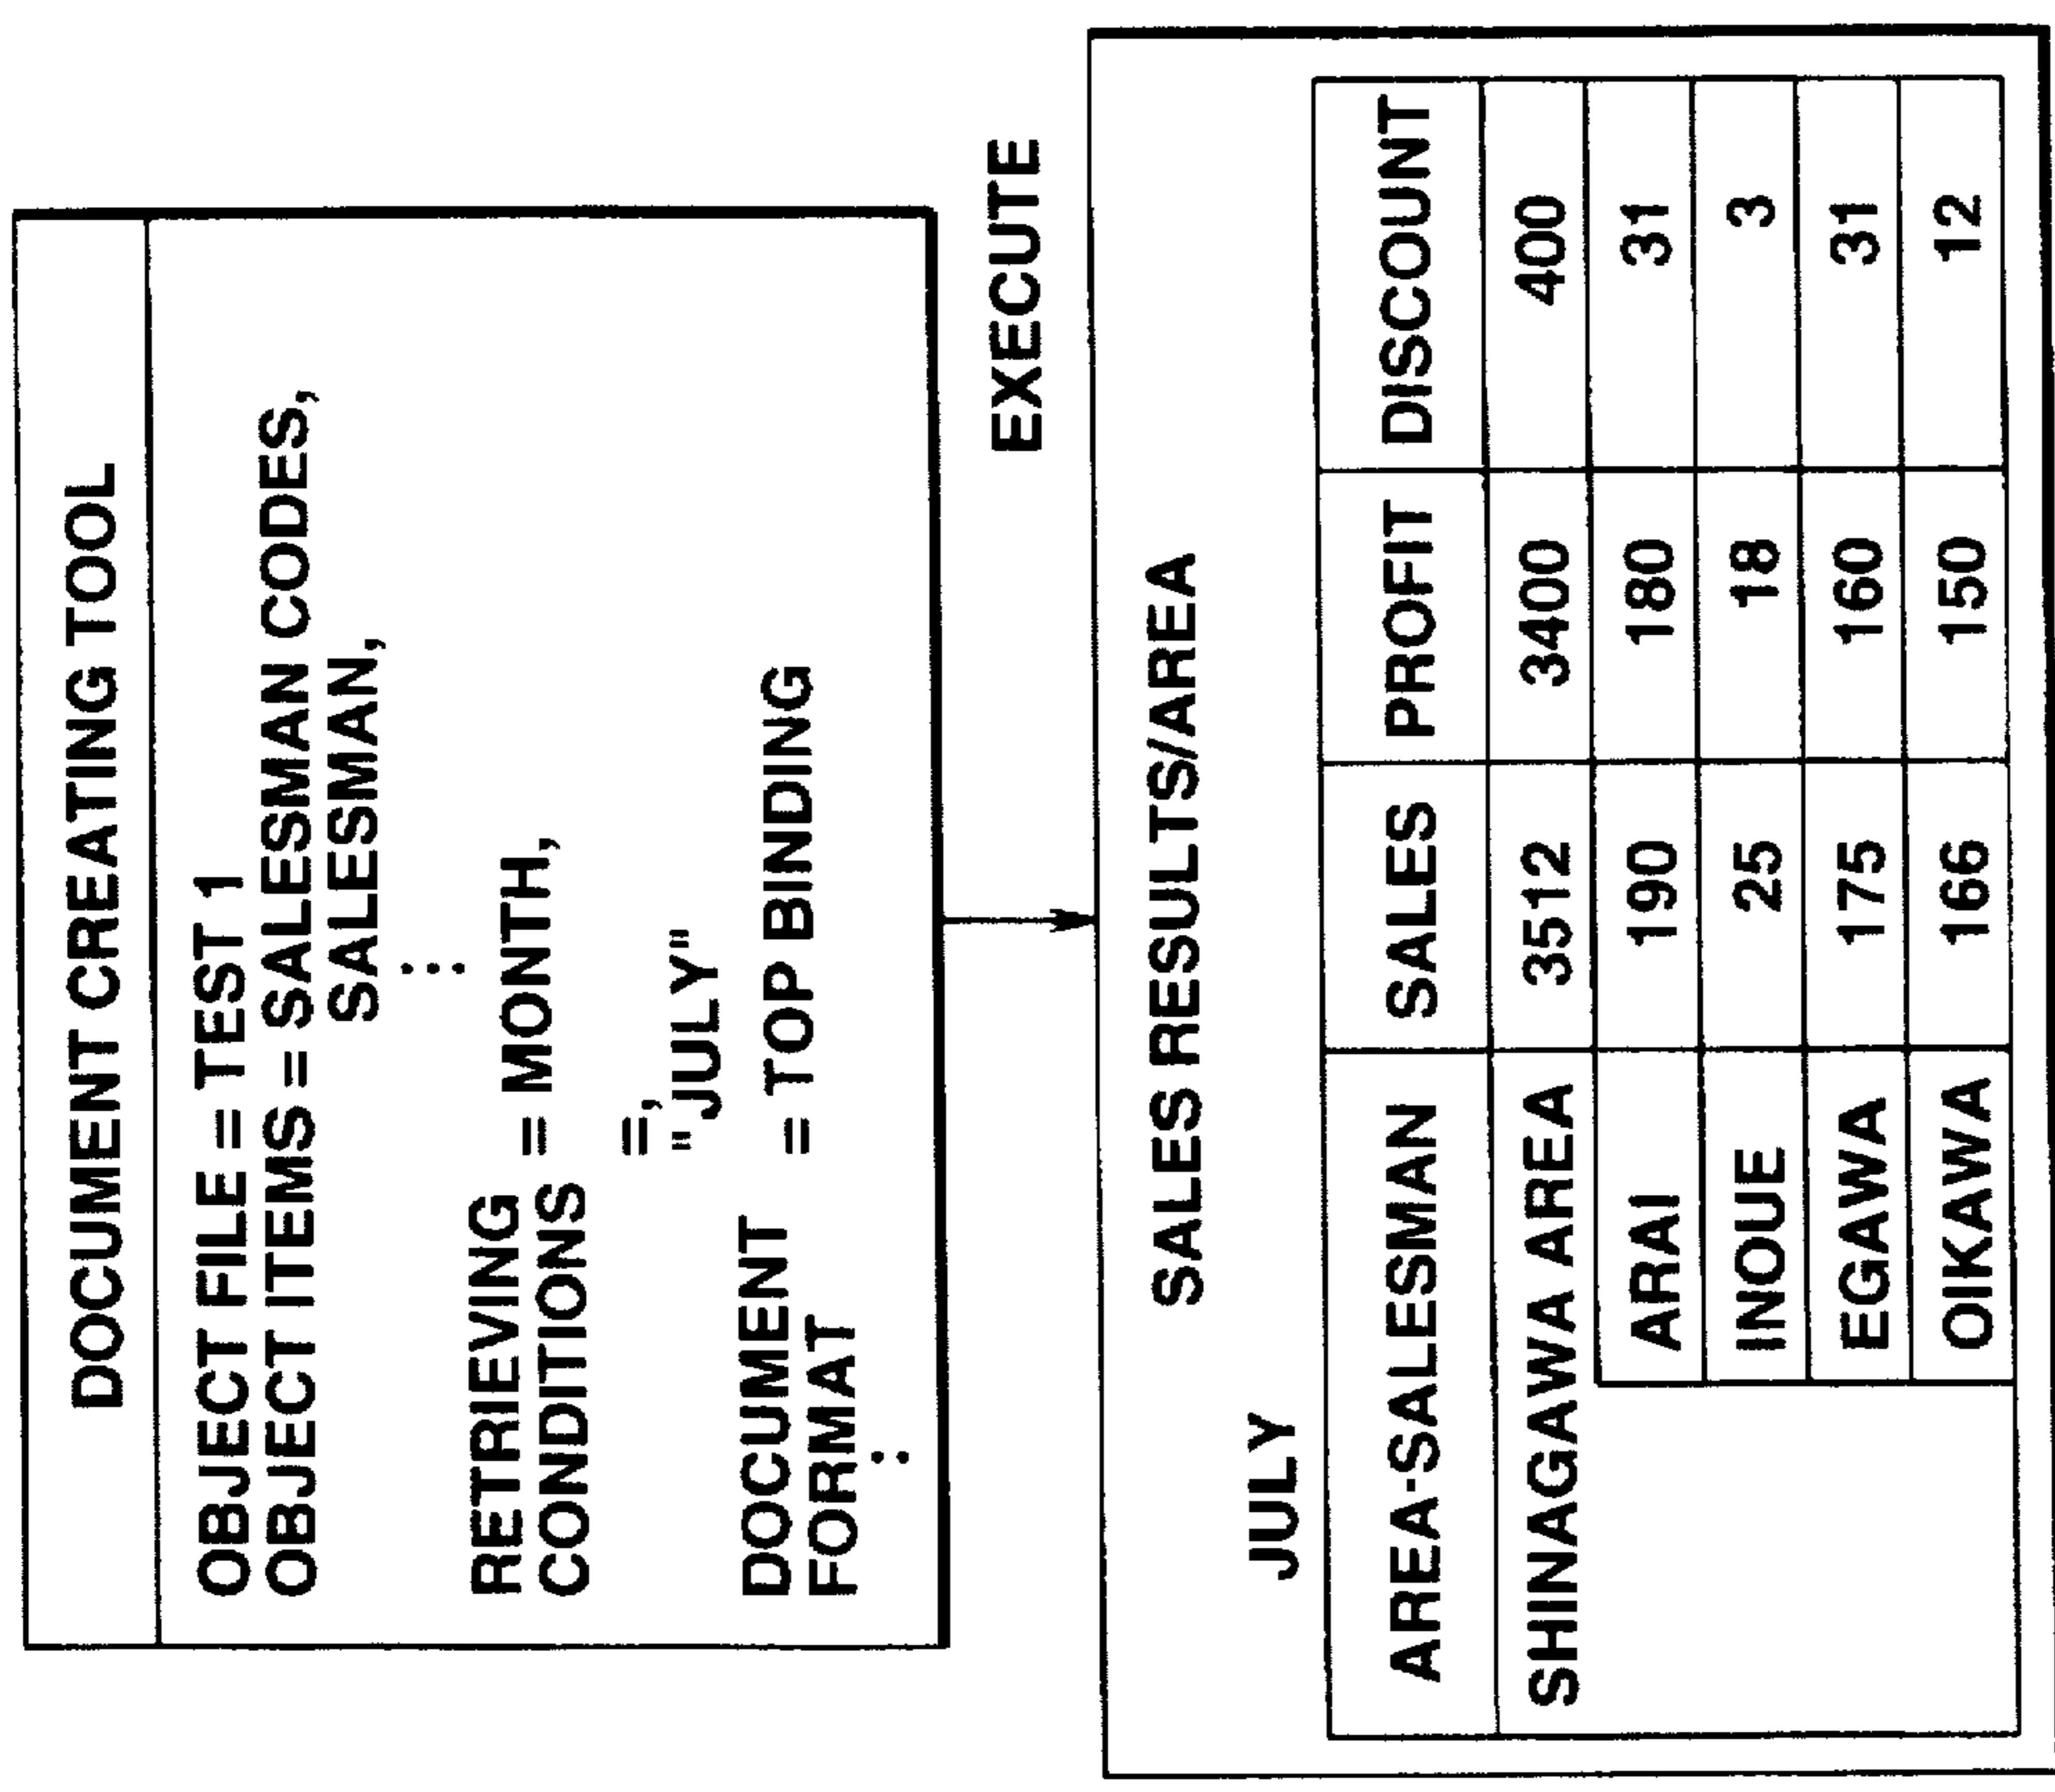 DOCUMENT CREATING TOOL
OBJECT FILE = TEST 1
OBJECT ITEMS = SALESMAN CODES,
SALESMAN,
⋮
RETRIEVING
CONDITIONS = MONTH,
=,
"JULY"
DOCUMENT
FORMAT = TOP BINDING
:
EXECUTE
SALES RESULTS/AREA
JULY
AREA-SALESMAN SALES PROFIT DISCOUNT
SHINAGAWA AREA 3512 3400 400
ARAI 190 180 31
INOUE 25 18 3
EGAWA 175 160 31
OIKAWA 166 150 12